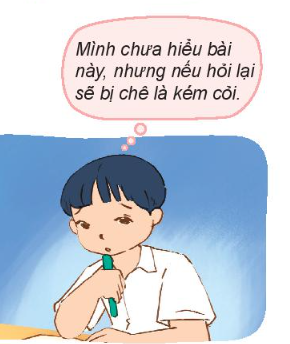 Mình chưa hiểu bài
này, nhưng nếu hỏi lại
sẽ bị chê là kém cỏi.